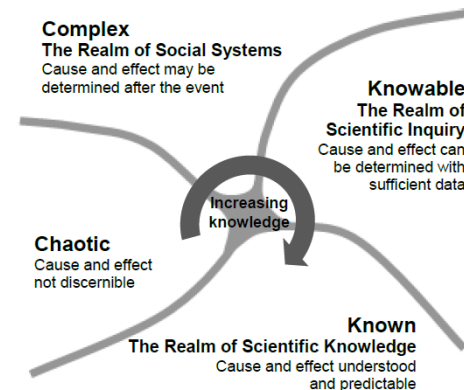 Complex
The Realm of Social Systems
Cause and effect may be
determined after the event
Knowable
The Realm of
Scientific Inquiry
Cause and effect can
be determined with
sufficient data
Increasing
knowledge
Chaotic
Cause and effect
not discernible
Known
The Realm of Scientific Knowledge
Cause and effect understood
and predictable